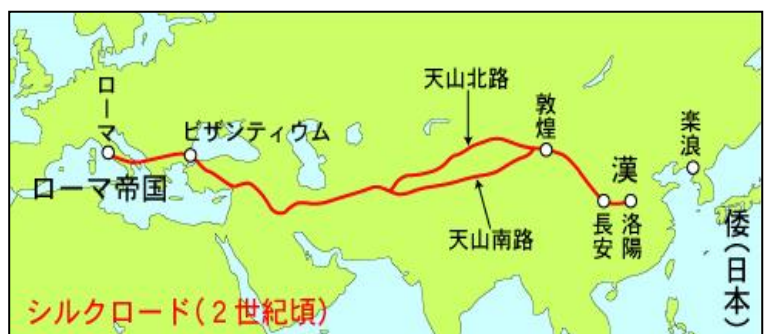 ローマ
ビザンティウム
ローマ帝国
天山北路
天山南路
敦煌
漢
長安
洛陽
楽浪
倭(日本)
シルクロード(2世紀頃)